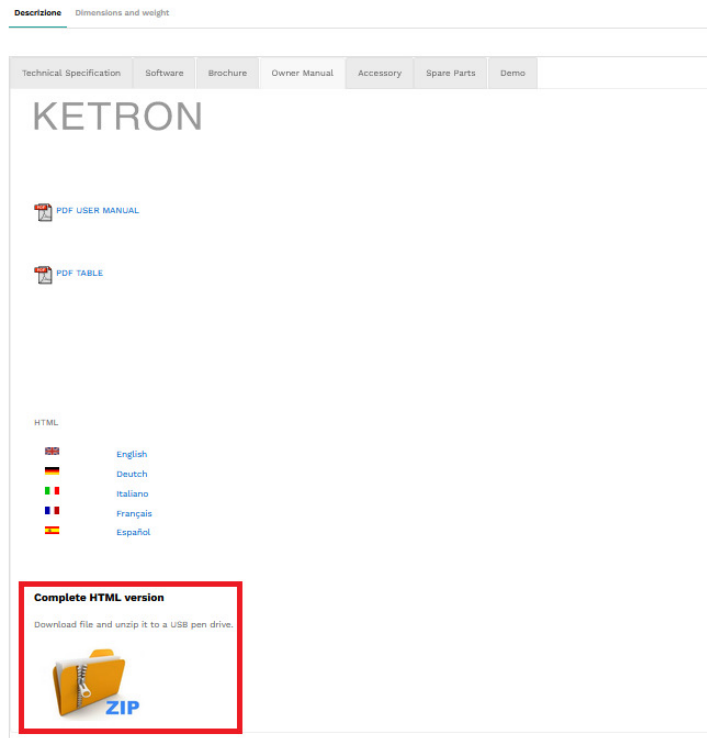 Descrizione Dimensions and weight
Technical Specification Software Brochure Owner Manual Accessory Spare Parts Demo
KETRON
PDF USER MANUAL
PDF TABLE
HTML
English
Deutch
Italiano
Français
Español
Complete HTML version
Download file and unzip it to a USB pen drive.
ZIP